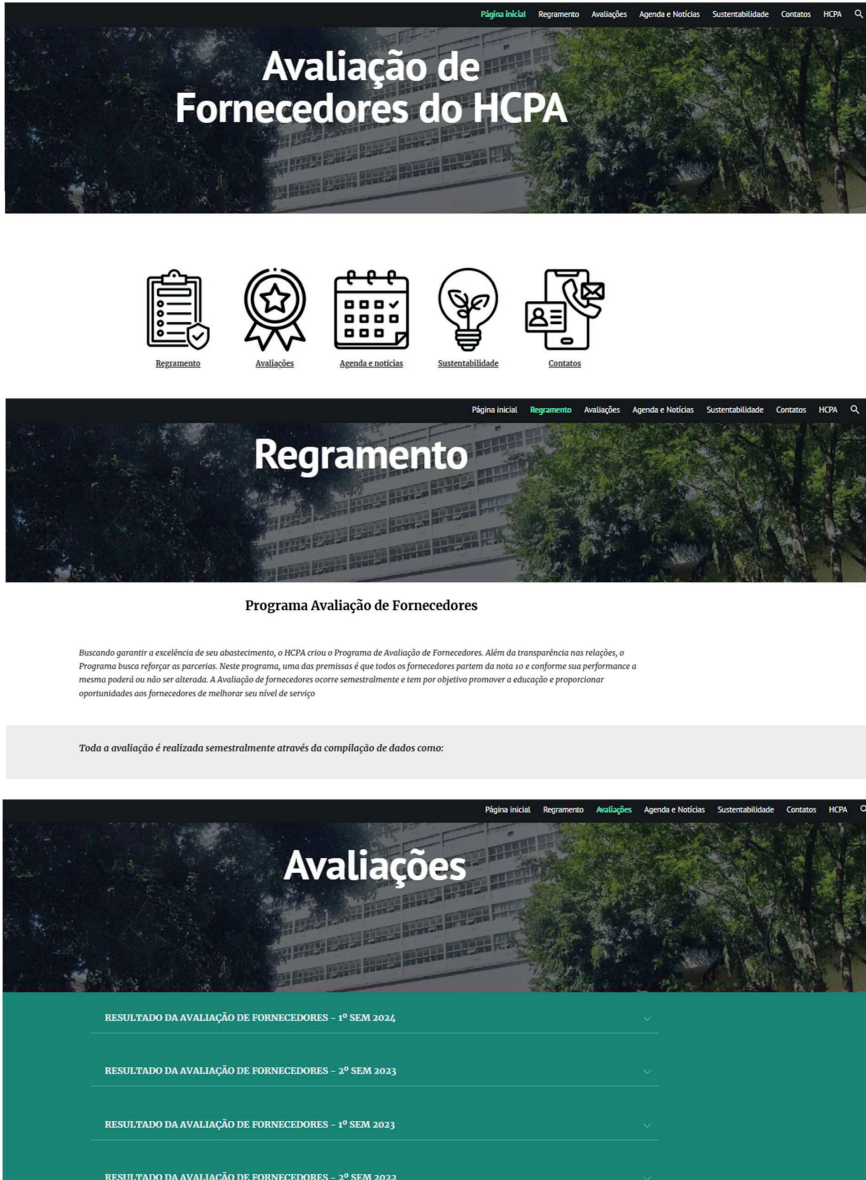 Página inicial Regramento Avaliações Agenda e Notícias Sustentabilidade Contatos HCPA
Avaliação de
Fornecedores do HCPA
Regramento Avaliações Agenda e notícias Sustentabilidade Contatos
Página inicial Regramento Avaliações Agenda e Notícias Sustentabilidade Contatos HCPA
Regramento
Programa Avaliação de Fornecedores
Buscando garantir a excelência de seu abastecimento, o HCPA criou o Programa de Avaliação de Fornecedores. Além da transparência nas relações, o
Programa busca reforçar as parcerias. Neste programa, uma das premissas é que todos os fornecedores partem da nota 10 e conforme sua performance a
mesma poderá ou não ser alterada. A Avaliação de fornecedores ocorre semestralmente e tem por objetivo promover a educação e proporcionar
oportunidades aos fornecedores de melhorar seu nível de serviço
Toda a avaliação é realizada semestralmente através da compilação de dados como:
Página inicial Regramento Avaliações Agenda e Notícias Sustentabilidade Contatos HCPA
Avaliações
RESULTADO DA AVALIAÇÃO DE FORNECEDORES – 1º SEM 2024
RESULTADO DA AVALIAÇÃO DE FORNECEDORES – 2º SEM 2023
RESULTADO DA AVALIAÇÃO DE FORNECEDORES – 1º SEM 2023
RESULTADO DA AVALIAÇÃO DE FORNECEDORES – 2º SEM 2022